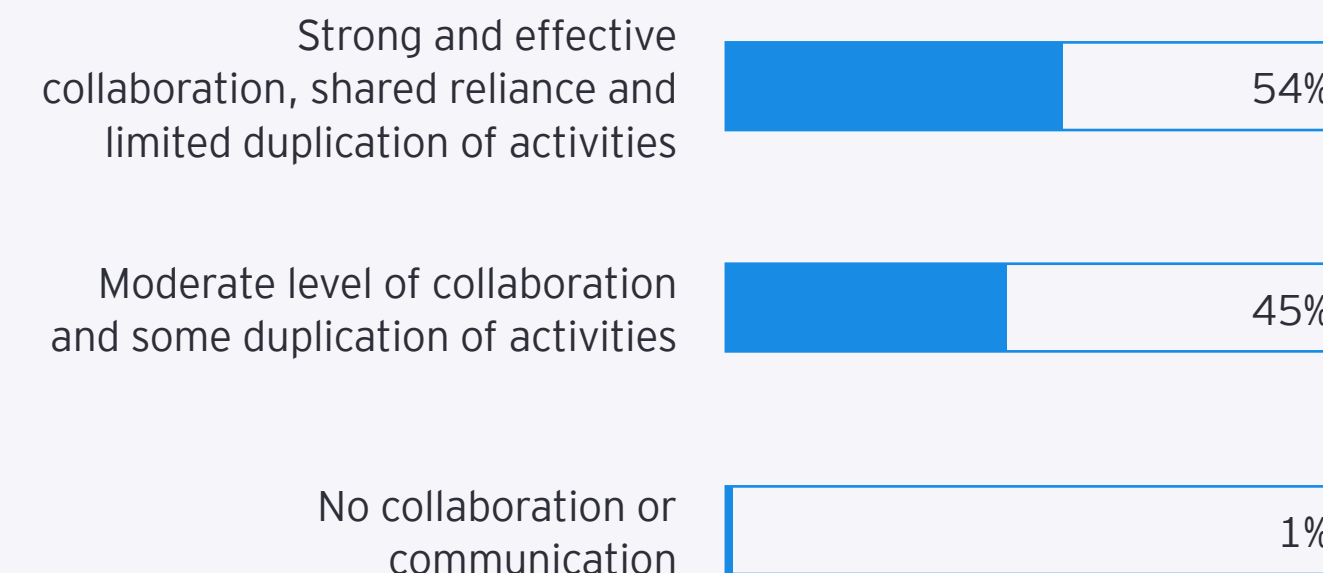 Strong and effective
collaboration, shared reliance and
limited duplication of activities
54%
Moderate level of collaboration
and some duplication of activities
45%
No collaboration or
communication
1%